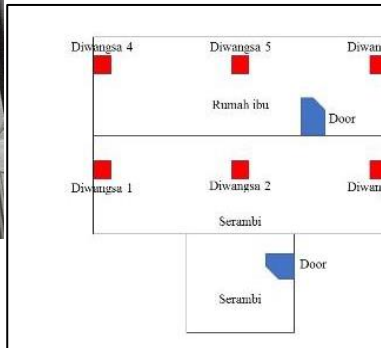 Diwangsa 4
Diwangsa 5
Rumah ibu
Door
Diwangsa 1
Diwangsa 2
Serambi
Door
Serambi